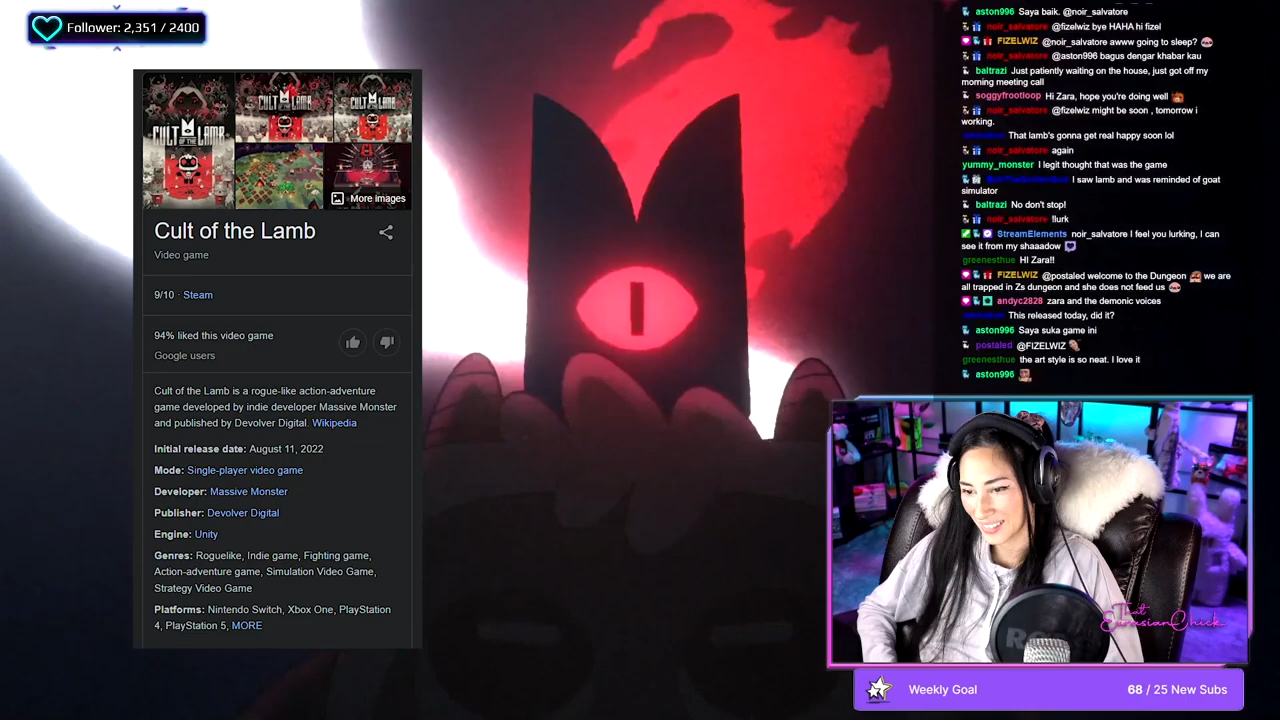 Follower: 2,351 / 2400
CULT OF THE LAMB
CULT OF THE LAMB
CULT OF THE LAMB
More images
Cult of the Lamb
Video game
9/10 · Steam
94% liked this video game
Google users
Cult of the Lamb is a rogue-like action-adventure
game developed by indie developer Massive Monster
and published by Devolver Digital. Wikipedia
Initial release date: August 11, 2022
Mode: Single-player video game
Developer: Massive Monster
Publisher: Devolver Digital
Engine: Unity
Genres: Roguelike, Indie game, Fighting game,
Action-adventure game, Simulation Video Game,
Strategy Video Game
Platforms: Nintendo Switch, Xbox One, PlayStation
4, PlayStation 5, MORE
aston996 Saya baik. @noir_salvatore
noir_salvatore @fizelwiz bye HAHA hi fizel
FIZELWIZ @noir_salvatore awww going to sleep?
noir_salvatore @aston996 bagus dengar khabar kau
baltrazi Just patiently waiting on the house, just got off my
morning meeting call
soggyfrootloop Hi Zara, hope you're doing well
noir_salvatore @fizelwiz might be soon , tomorrow i
working.
That lamb's gonna get real happy soon lol
noir_salvatore again
yummy_monster I legit thought that was the game
I saw lamb and was reminded of goat
simulator
baltrazi No don't stop!
noir_salvatore !lurk
StreamElements noir_salvatore I feel you lurking, I can
see it from my shaaadow
greenesthue HI Zara!!
FIZELWIZ @postaled welcome to the Dungeon we are
all trapped in Zs dungeon and she does not feed us
andyc2828 zara and the demonic voices
This released today, did it?
aston996 Saya suka game ini
postaled @FIZELWIZ
greenesthue the art style is so neat. I love it
aston996
That
EurasianChick
Weekly Goal 68 / 25 New Subs